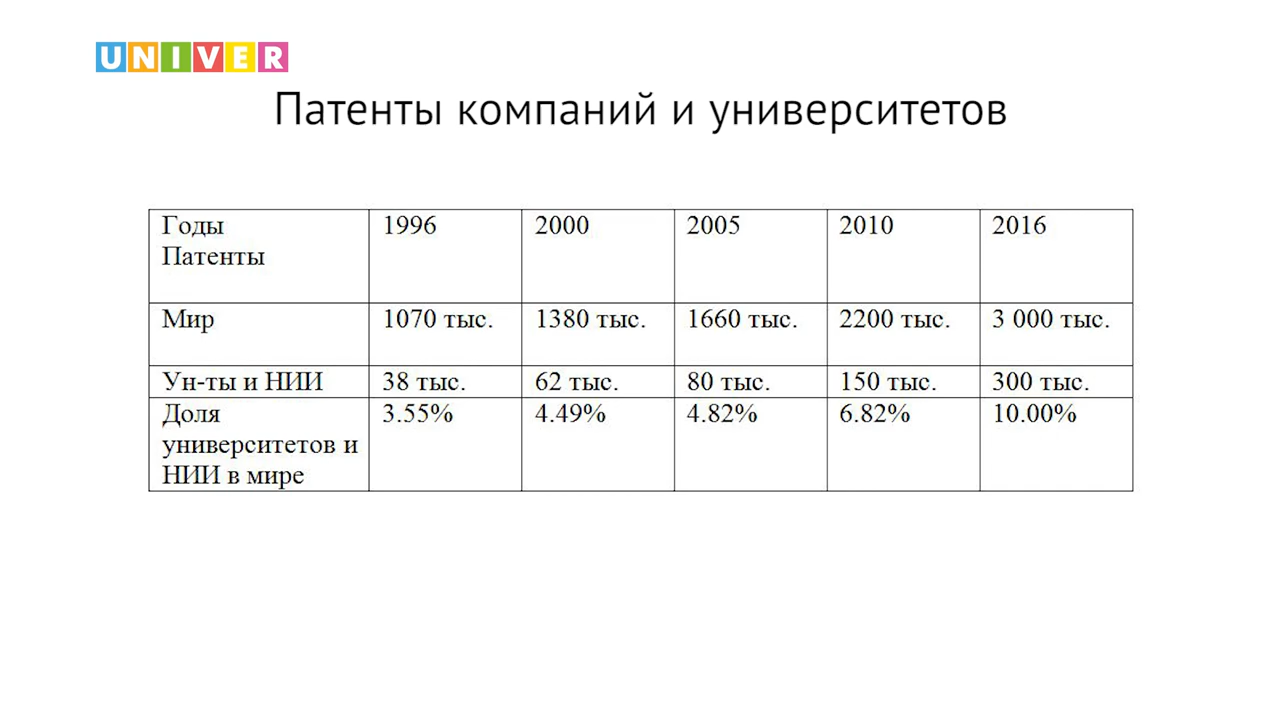 UNIVER
Патенты компаний и университетов
Годы 1996 2000 2005 2010 2016
Патенты
Мир 1070 тыс. 1380 тыс. 1660 тыс. 2200 тыс. 3 000 тыс.
Ун-ты и НИИ 38 тыс. 62 тыс. 80 тыс. 150 тыс. 300 тыс.
Доля 3.55% 4.49% 4.82% 6.82% 10.00%
университетов и
НИИ в мире